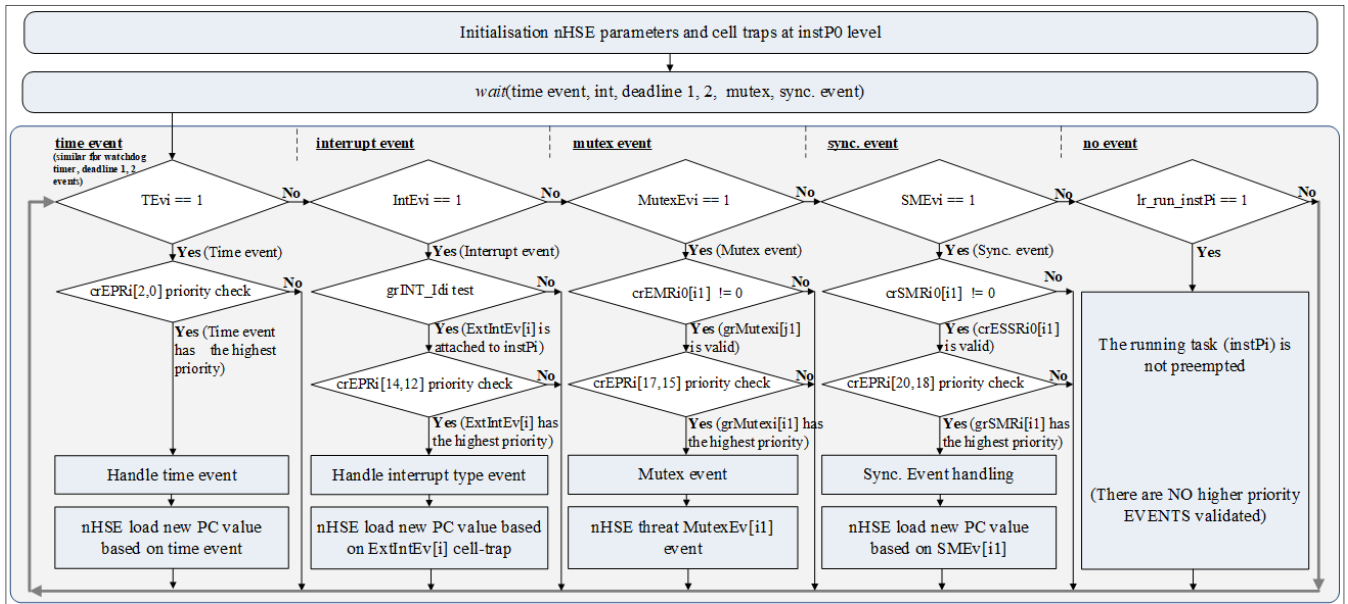 Initialisation nHSE parameters and cell traps at instP0 level
wait(time event, int, deadline 1, 2,  mutex, sync. event)
time event
(similar for watchdog
timer, deadline 1, 2
events)
TEvi == 1
No
Yes (Time event)
crEPRi[2,0] priority check
No
Yes (Time event
has the highest
priority)
Handle time event
nHSE load new PC value
based on time event
interrupt event
IntEvi == 1
No
Yes (Interrupt event)
grINT_Idi test
No
Yes (ExtIntEv[i] is
attached to instPi)
crEPRi[14,12] priority check
No
Yes (ExtIntEv[i] has
the highest priority)
Handle interrupt type event
nHSE load new PC value based
on ExtIntEv[i] cell-trap
mutex event
MutexEvi == 1
No
Yes (Mutex event)
crEMRi0[i1] != 0
No
Yes (grMutexi[j1]
is valid)
crEPRi[17,15] priority check
No
Yes (grMutexi[i1] has
the highest priority)
Mutex event
nHSE threat MutexEv[i1]
event
sync. event
SMEvi == 1
No
Yes (Sync. event)
crSMRi0[i1] != 0
No
Yes (crESSRi0[i1]
is valid)
crEPRi[20,18] priority check
No
Yes (grSMRi[i1] has
the highest priority)
Sync. Event handling
nHSE load new PC value
based on SMEv[i1]
no event
lr_run_instPi == 1
No
Yes
The running task (instPi) is
not preempted
(There are NO higher priority
EVENTS validated)